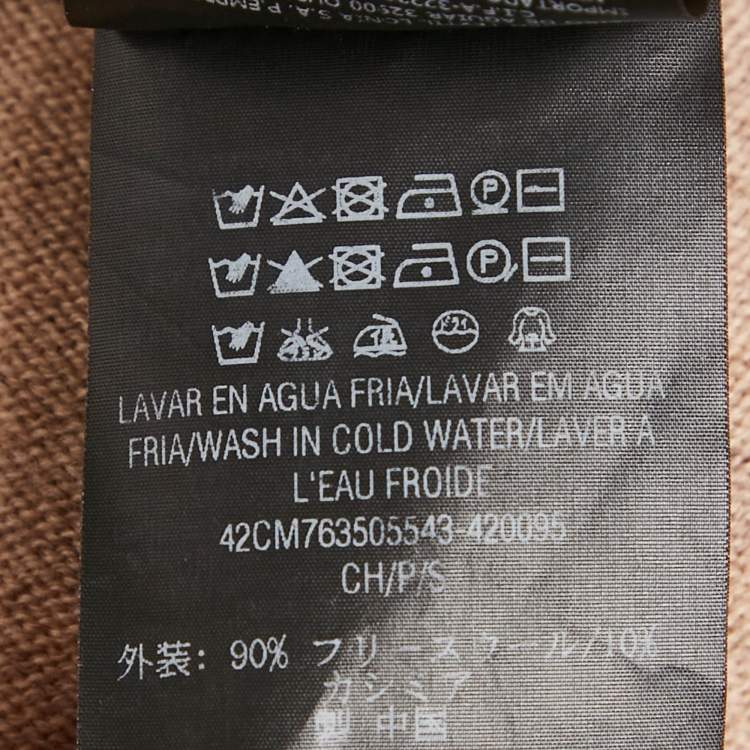 LAVAR EN AGUA FRIA/LAVAR EM AGUA
FRIA/WASH IN COLD WATER/LAVER A
L'EAU FROIDE
42CM763505543-420095
CH/P/S
外装: 90% フリースウール/10%
カシミア
製 中国